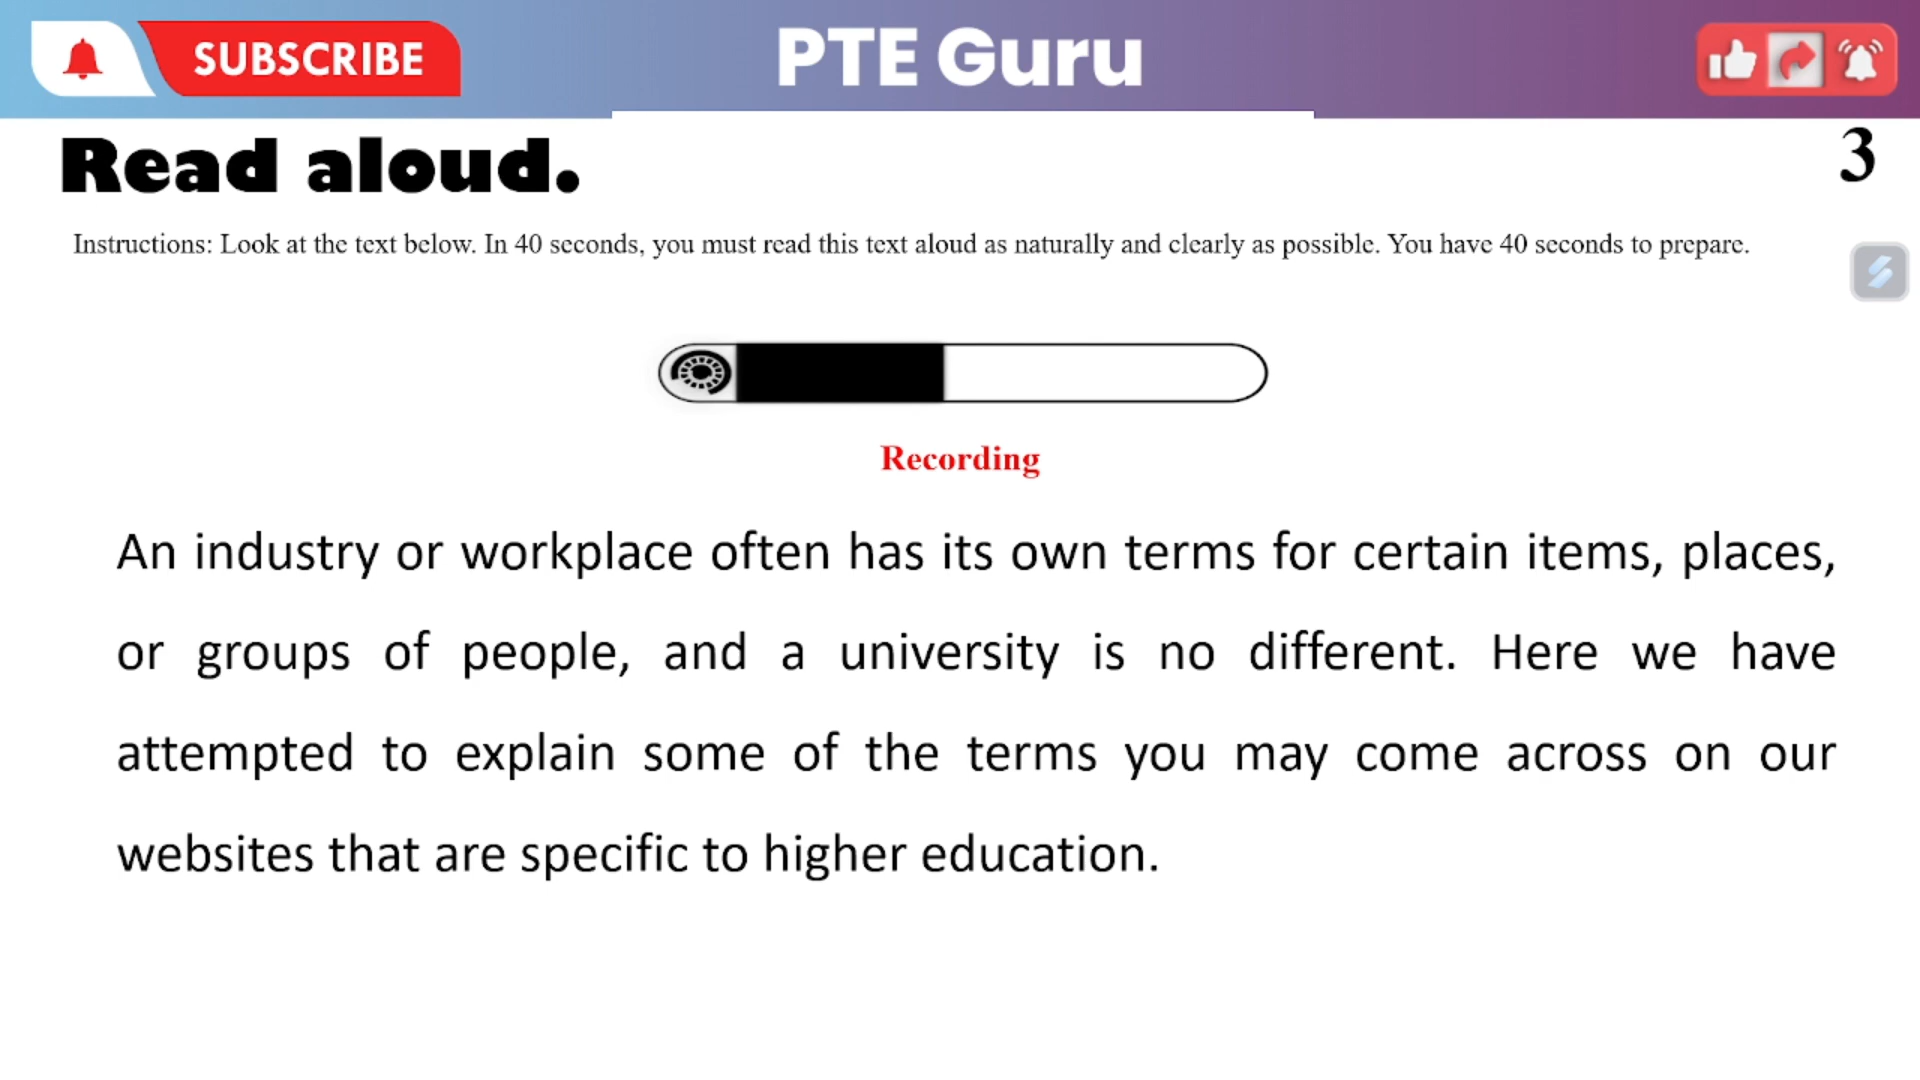 SUBSCRIBE
PTE Guru
Read aloud.
3
Instructions: Look at the text below. In 40 seconds, you must read this text aloud as naturally and clearly as possible. You have 40 seconds to prepare.
Recording
An industry or workplace often has its own terms for certain items, places,
or groups of people, and a university is no different. Here we have
attempted to explain some of the terms you may come across on our
websites that are specific to higher education.